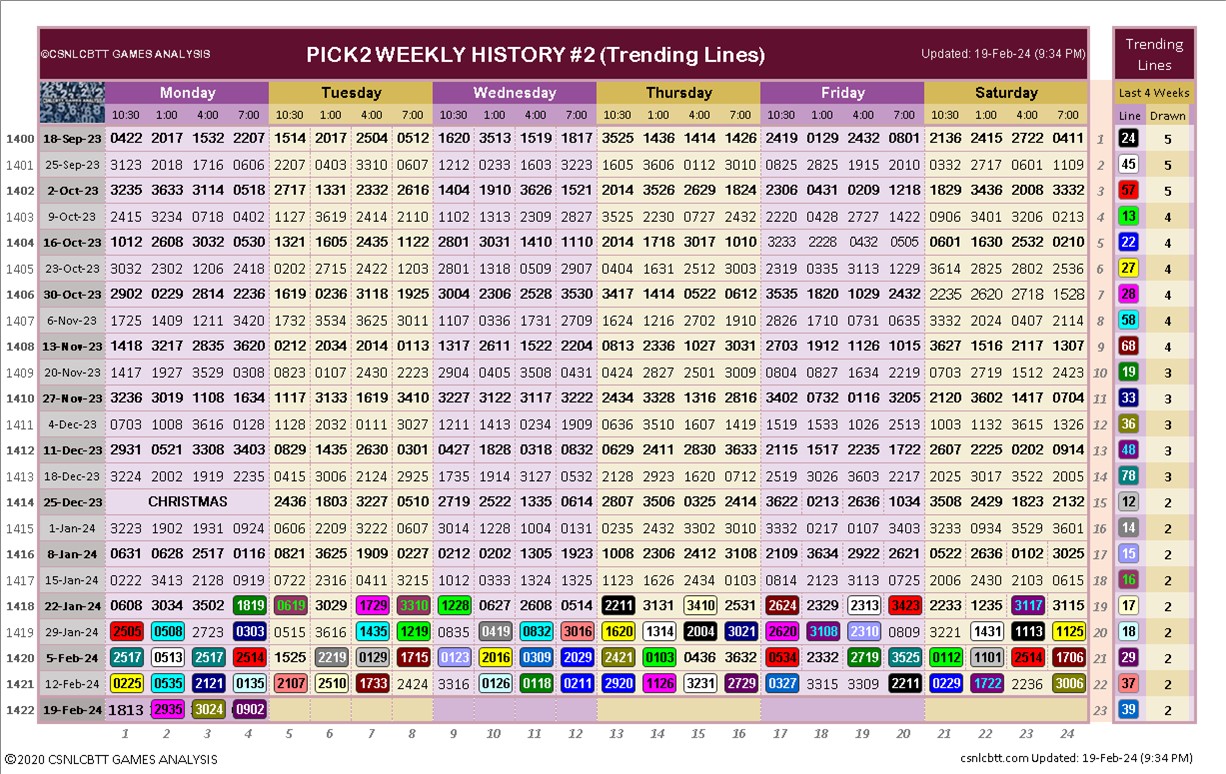 ©CSNLCBTT GAMES ANALYSIS PICK2 WEEKLY HISTORY #2 (Trending Lines) Updated: 19-Feb-24 (9:34 PM) Trending Lines
Monday Tuesday Wednesday Thursday Friday Saturday Last 4 Weeks
10:30 1:00 4:00 7:00 10:30 1:00 4:00 7:00 10:30 1:00 4:00 7:00 10:30 1:00 4:00 7:00 10:30 1:00 4:00 7:00 10:30 1:00 4:00 7:00 Line Drawn
1400 18-Sep-23 0422 2017 1532 2207 1514 2017 2504 0512 1620 3513 1519 1817 3525 1436 1414 1426 2419 0129 2432 0801 2136 2415 2722 0411 1 24 5
1401 25-Sep-23 3123 2018 1716 0606 2207 0403 3310 0607 1212 0233 1603 3223 1605 3606 0112 3010 0825 2825 1915 2010 0332 2717 0601 1109 2 45 5
1402 2-Oct-23 3235 3633 3114 0518 2717 1331 2332 2616 1404 1910 3626 1521 2014 3526 2629 1824 2306 0431 0209 1218 1829 3436 2008 3332 3 57 5
1403 9-Oct-23 2415 3234 0718 0402 1127 3619 2414 2110 1102 1313 2309 2827 3525 2230 0727 2432 2220 0428 2727 1422 0906 3401 3206 0213 4 13 4
1404 16-Oct-23 1012 2608 3032 0530 1321 1605 2435 1122 2801 3031 1410 1110 2014 1718 3017 1010 3233 2228 0432 0505 0601 1630 2532 0210 5 22 4
1405 23-Oct-23 3032 2302 1206 2418 0202 2715 2422 1203 2801 1318 0509 2907 0404 1631 2512 3003 2319 0335 3113 1229 3614 2825 2802 2536 6 27 4
1406 30-Oct-23 2902 0229 2814 2236 1619 0236 3118 1925 3004 2306 2528 3530 3417 1414 0522 0612 3535 1820 1029 2432 2235 2620 2718 1528 7 28 4
1407 6-Nov-23 1725 1409 1211 3420 1732 3534 3625 3011 1107 0336 1731 2709 1624 1216 2702 1910 2826 1710 0731 0635 3332 2024 0407 2114 8 58 4
1408 13-Nov-23 1418 3217 2835 3620 0212 2034 2014 0113 1317 2611 1522 2204 0813 2336 1027 3031 2703 1912 1126 1015 3627 1516 2117 1307 9 68 4
1409 20-Nov-23 1417 1927 3529 0308 0823 0107 2430 2223 2904 0405 3508 0431 0424 2827 2501 3009 0804 0827 1634 2219 0703 2719 1512 2423 10 19 3
1410 27-Nov-23 3236 3019 1108 1634 1117 3133 1619 3410 3227 3122 3117 3222 2434 3328 1316 2816 3402 0732 0116 3205 2120 3602 1417 0704 11 33 3
1411 4-Dec-23 0703 1008 3616 0128 1128 2032 0111 3027 1211 1413 0234 1909 0636 3510 1607 1419 1519 1533 1026 2513 1003 1132 3615 1326 12 36 3
1412 11-Dec-23 2931 0521 3308 3403 0829 1435 2630 0301 0427 1828 0318 0832 0629 2411 2830 3633 2115 1517 2235 1722 2607 2225 0202 0914 13 48 3
1413 18-Dec-23 3224 2002 1919 2235 0415 3006 2124 2925 1735 1914 3127 0532 2128 2923 1620 0712 2519 3026 3603 2217 2025 3017 3522 2005 14 78 3
1414 25-Dec-23 CHRISTMAS 2436 1803 3227 0510 2719 2522 1335 0614 2807 3506 0325 2414 3622 0213 2636 1034 3508 2429 1823 2132 15 12 2
1415 1-Jan-24 3223 1902 1931 0924 0606 2209 3222 0607 3014 1228 1004 0131 0235 2432 3302 3010 3332 0217 0107 3403 3233 0934 3529 3601 16 14 2
1416 8-Jan-24 0631 0628 2517 0116 0821 3625 1909 0227 0212 0202 1305 1923 1008 2306 2412 3108 2109 3634 2922 2621 0522 2636 0102 3025 17 15 2
1417 15-Jan-24 0222 3413 2128 0919 0722 2316 0411 3215 1012 0333 1324 1325 1123 1626 2434 0103 0814 2123 3113 0725 2006 2430 2103 0615 18 16 2
1418 22-Jan-24 0608 3034 3502 1819 0619 3029 1729 3310 1228 0627 2608 0514 2211 3131 3410 2531 2624 2329 2313 3423 2233 1235 3117 3115 19 17 2
1419 29-Jan-24 2505 0508 2723 0303 0515 3616 1435 1219 0835 0419 0832 3016 1620 1314 2004 3021 2620 3108 2310 0809 3221 1431 1113 1125 20 18 2
1420 5-Feb-24 2517 0513 2517 2514 1525 2219 0129 1715 0123 2016 0309 2029 2421 0103 0436 3632 0534 2332 2719 3525 0112 1101 2514 1706 21 29 2
1421 12-Feb-24 0225 0535 2121 0135 2107 2510 1733 2424 3316 0126 0118 0211 2920 1126 3231 2729 0327 3315 3309 2211 0229 1722 2236 3006 22 37 2
1422 19-Feb-24 1813 2935 3024 0902 23 39 2
1 2 3 4 5 6 7 8 9 10 11 12 13 14 15 16 17 18 19 20 21 22 23 24
©2020 CSNLCBTT GAMES ANALYSIS csnlcbtt.com Updated: 19-Feb-24 (9:34 PM)